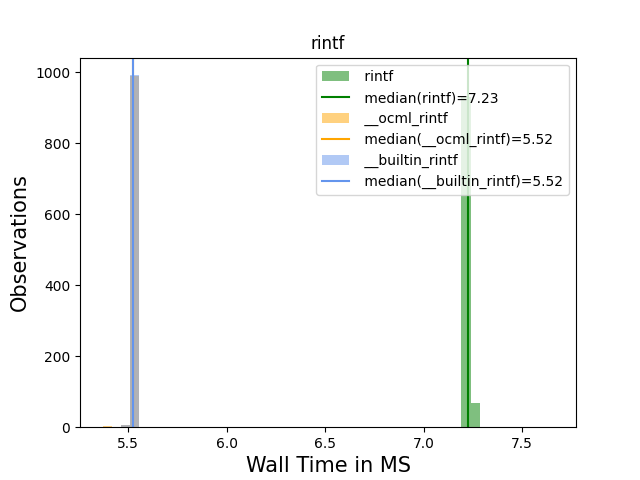 rintf
1000
800
600
400
200
0
Observations
rintf
median(rintf)=7.23
__ocml_rintf
median(__ocml_rintf)=5.52
__builtin_rintf
median(__builtin_rintf)=5.52
5.5 6.0 6.5 7.0 7.5
Wall Time in MS